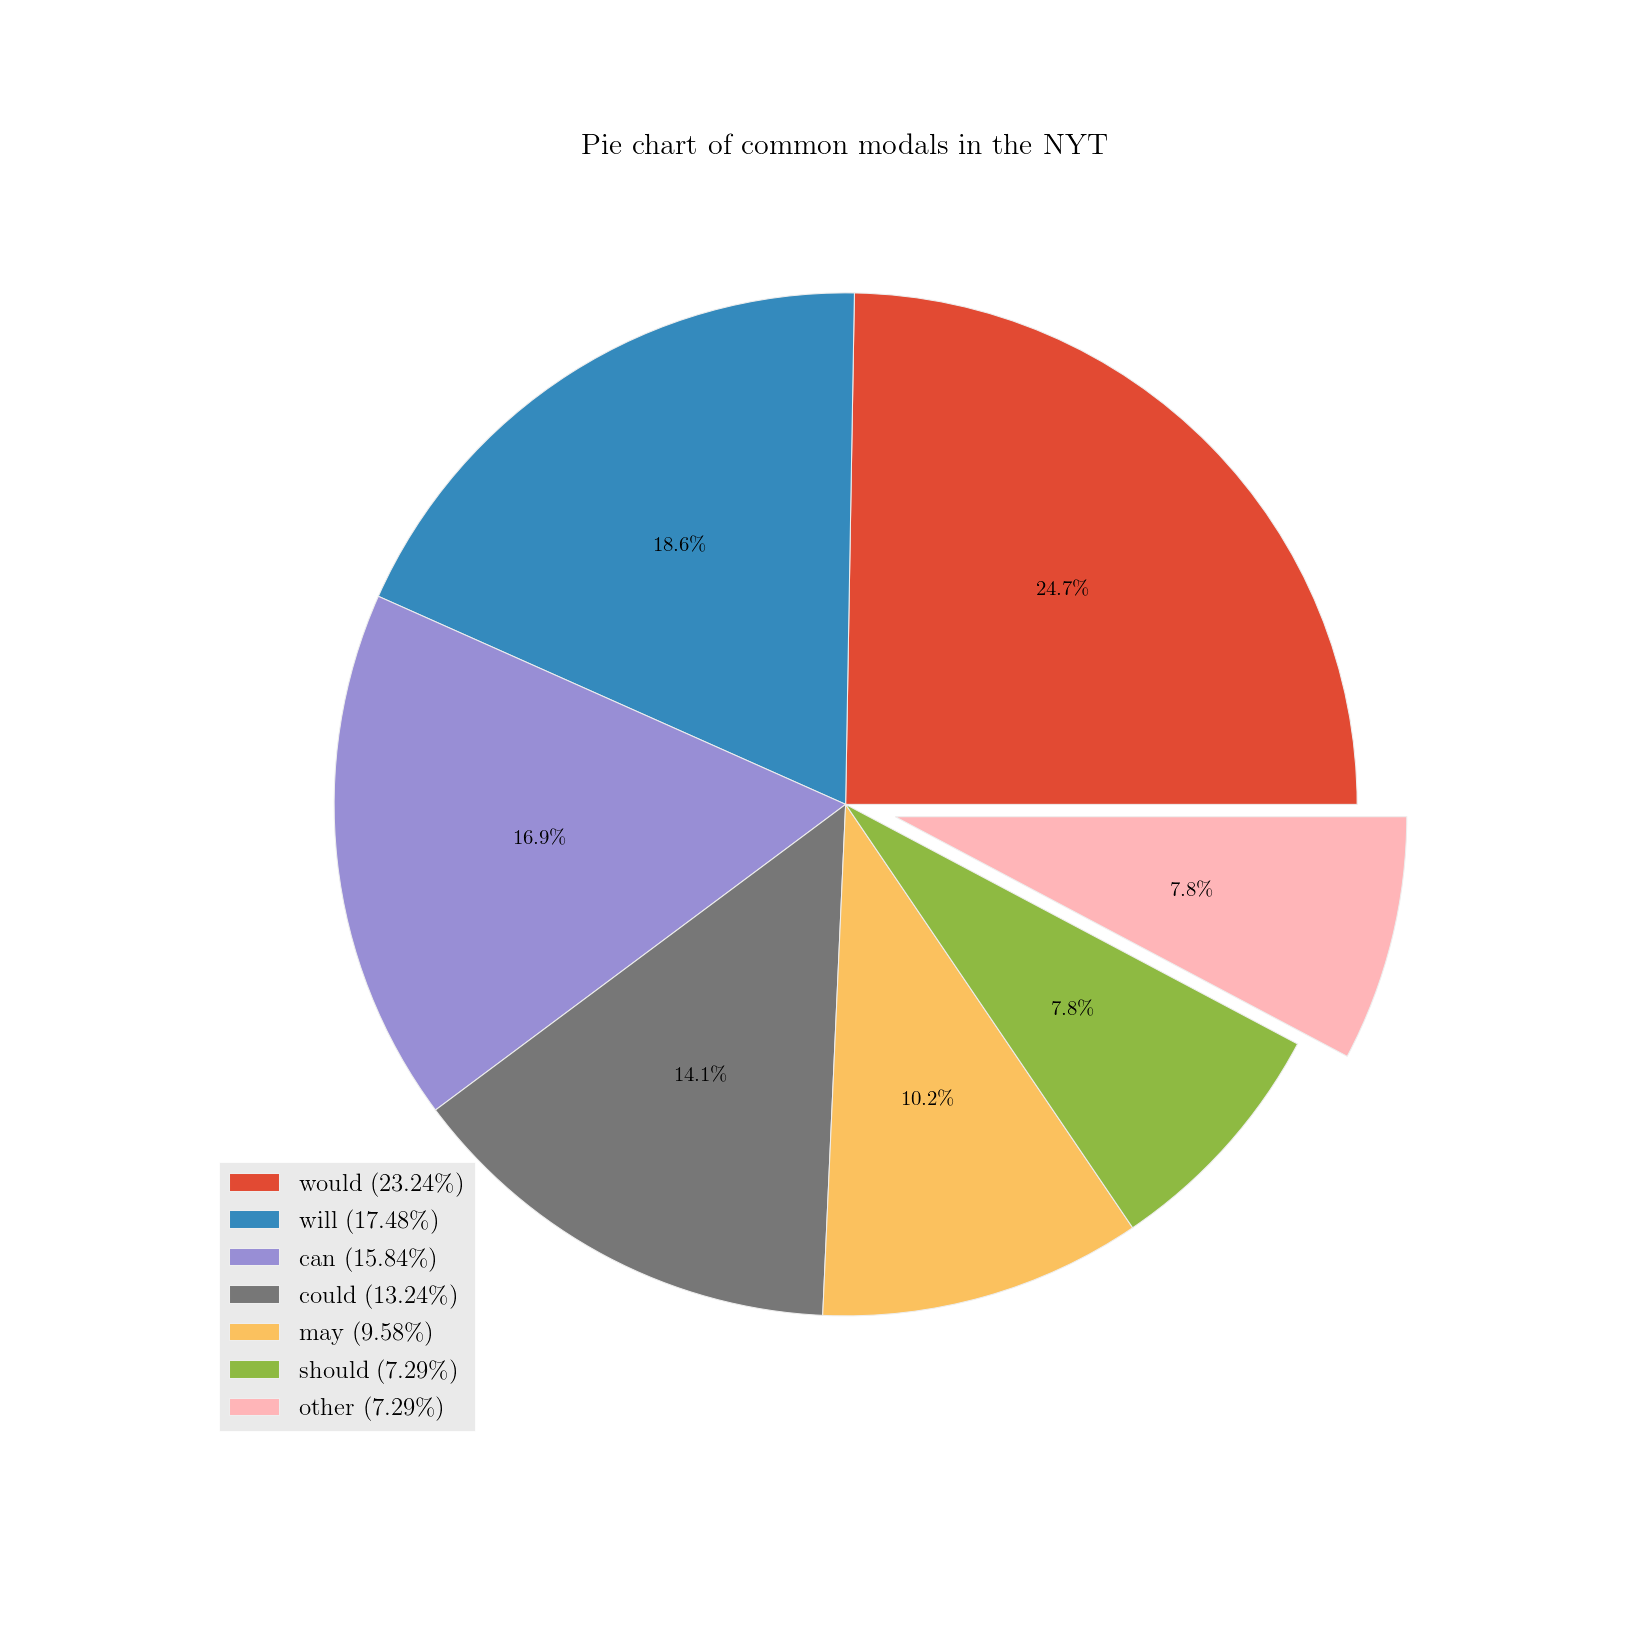 Pie chart of common modals in the NYT
18.6%
24.7%
16.9%
7.8%
7.8%
14.1%
10.2%
would (23.24%)
will (17.48%)
can (15.84%)
could (13.24%)
may (9.58%)
should (7.29%)
other (7.29%)